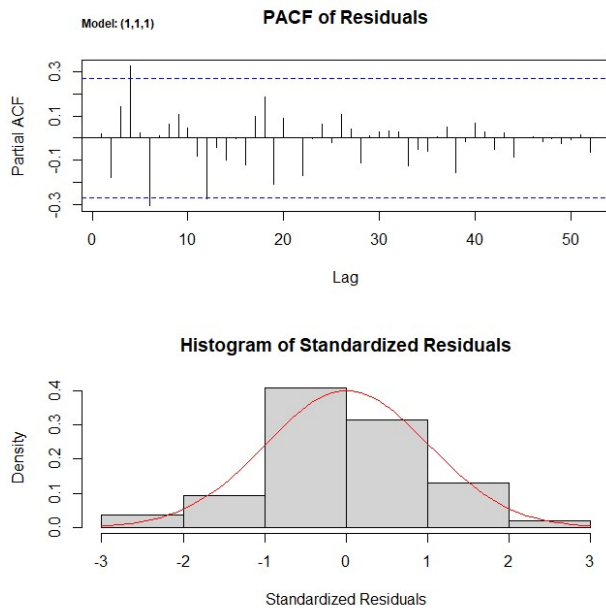 Model: (1,1,1)
PACF of Residuals
Partial ACF
0.3
0.1
-0.1
-0.3
0 10 20 30 40 50
Lag
Histogram of Standardized Residuals
Density
0.4
0.3
0.2
0.1
0.0
-3 -2 -1 0 1 2 3
Standardized Residuals